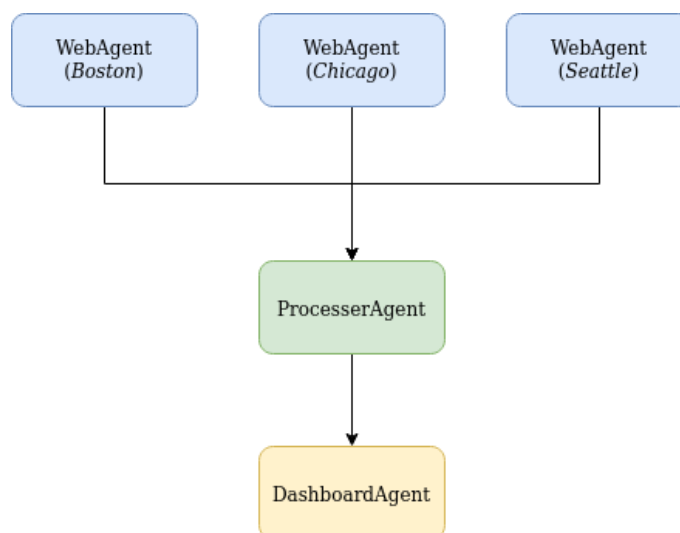 WebAgent
(Boston)
WebAgent
(Chicago)
WebAgent
(Seattle)
ProcesserAgent
DashboardAgent